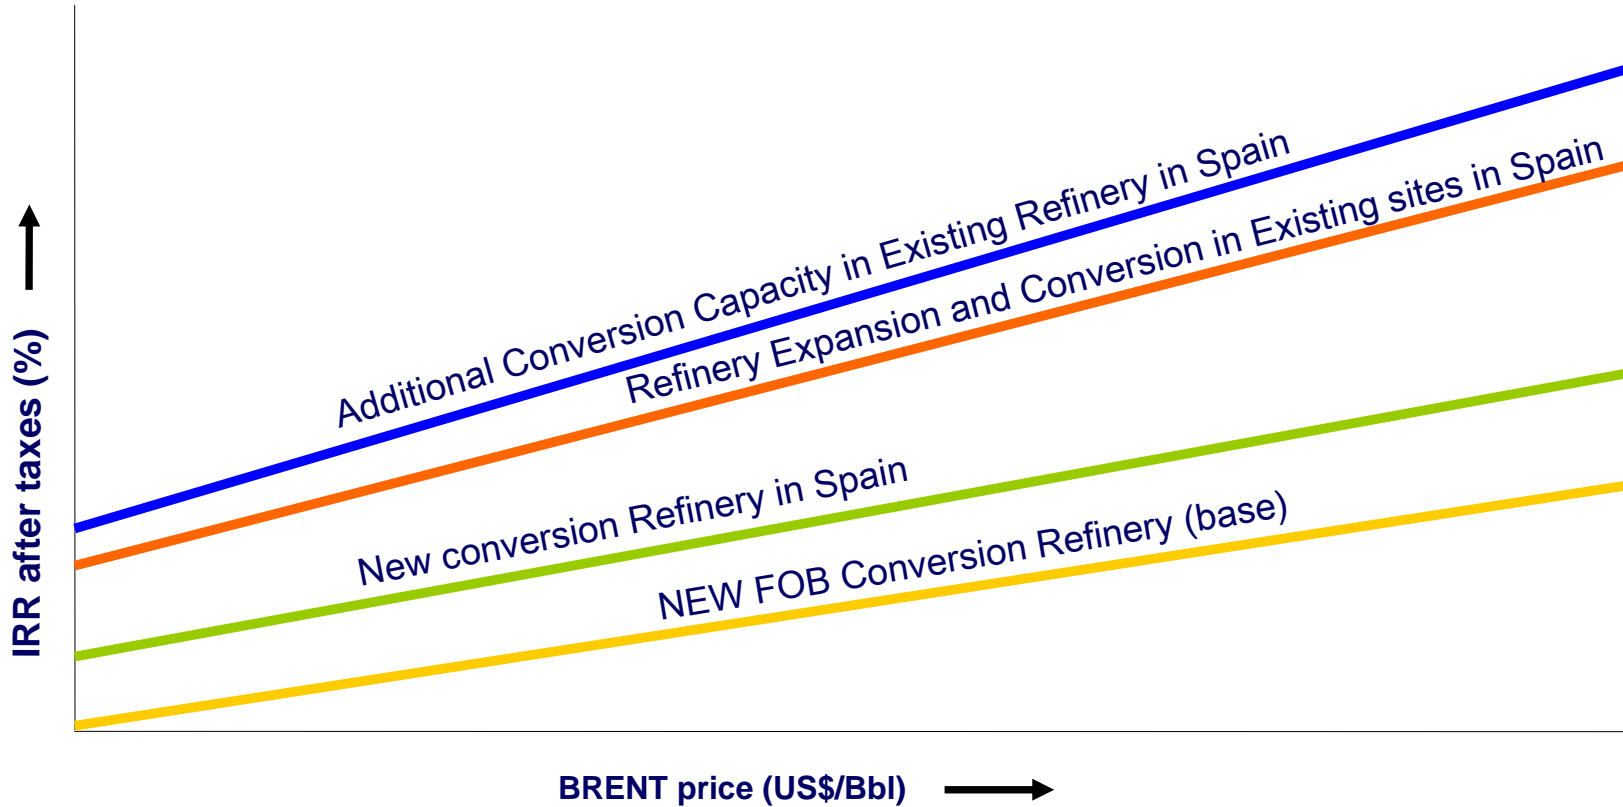 Additional Conversion Capacity in Existing Refinery in Spain
Refinery Expansion and Conversion in Existing sites in Spain
New conversion Refinery in Spain
NEW FOB Conversion Refinery (base)
IRR after taxes (%)
BRENT price (US$/Bbl)